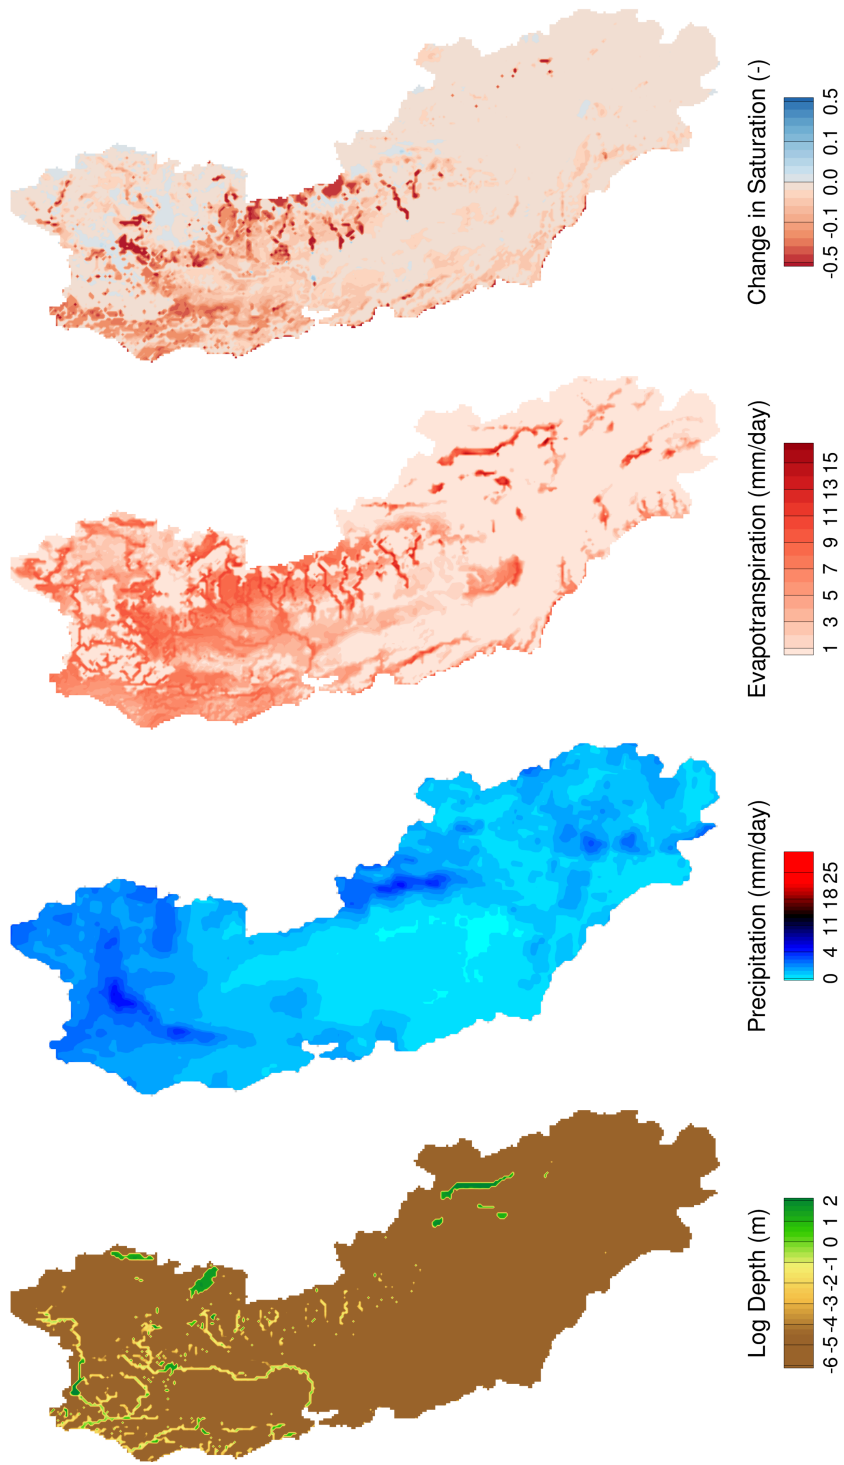 Change in Saturation (-)
-0.5 -0.1 0.0 0.1 0.5
Evapotranspiration (mm/day)
1 3 5 7 9 11 13 15
Precipitation (mm/day)
0 4 11 18 25
Log Depth (m)
-6 -5 -4 -3 -2 -1 0 1 2